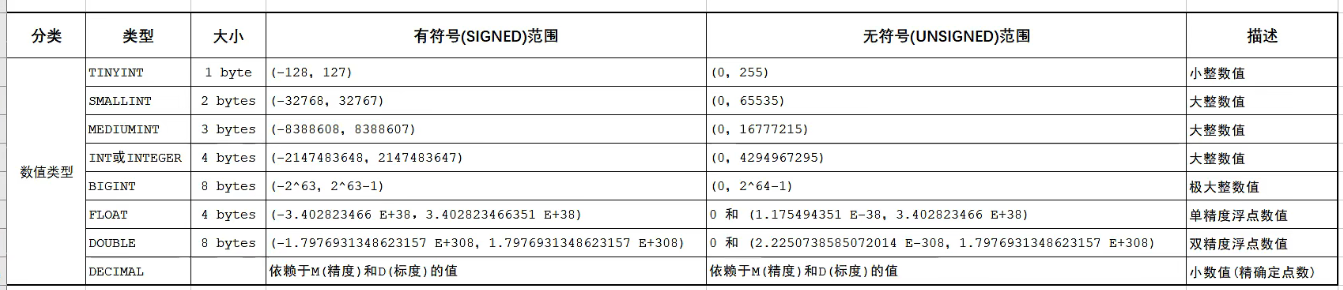 分类 类型 大小 有符号(SIGNED)范围 无符号(UNSIGNED)范围 描述
数值类型
TINYINT 1 byte (-128, 127) (0, 255) 小整数值
SMALLINT 2 bytes (-32768, 32767) (0, 65535) 大整数值
MEDIUMINT 3 bytes (-8388608, 8388607) (0, 16777215) 大整数值
INT或INTEGER 4 bytes (-2147483648, 2147483647) (0, 4294967295) 大整数值
BIGINT 8 bytes (-2^63, 2^63-1) (0, 2^64-1) 极大整数值
FLOAT 4 bytes (-3.402823466 E+38, 3.402823466351 E+38) 0 和 (1.175494351 E-38, 3.402823466 E+38) 单精度浮点数值
DOUBLE 8 bytes (-1.7976931348623157 E+308, 1.7976931348623157 E+308) 0 和 (2.2250738585072014 E-308, 1.7976931348623157 E+308) 双精度浮点数值
DECIMAL 依赖于M(精度)和D(标度)的值 依赖于M(精度)和D(标度)的值 小数值(精确定点数)